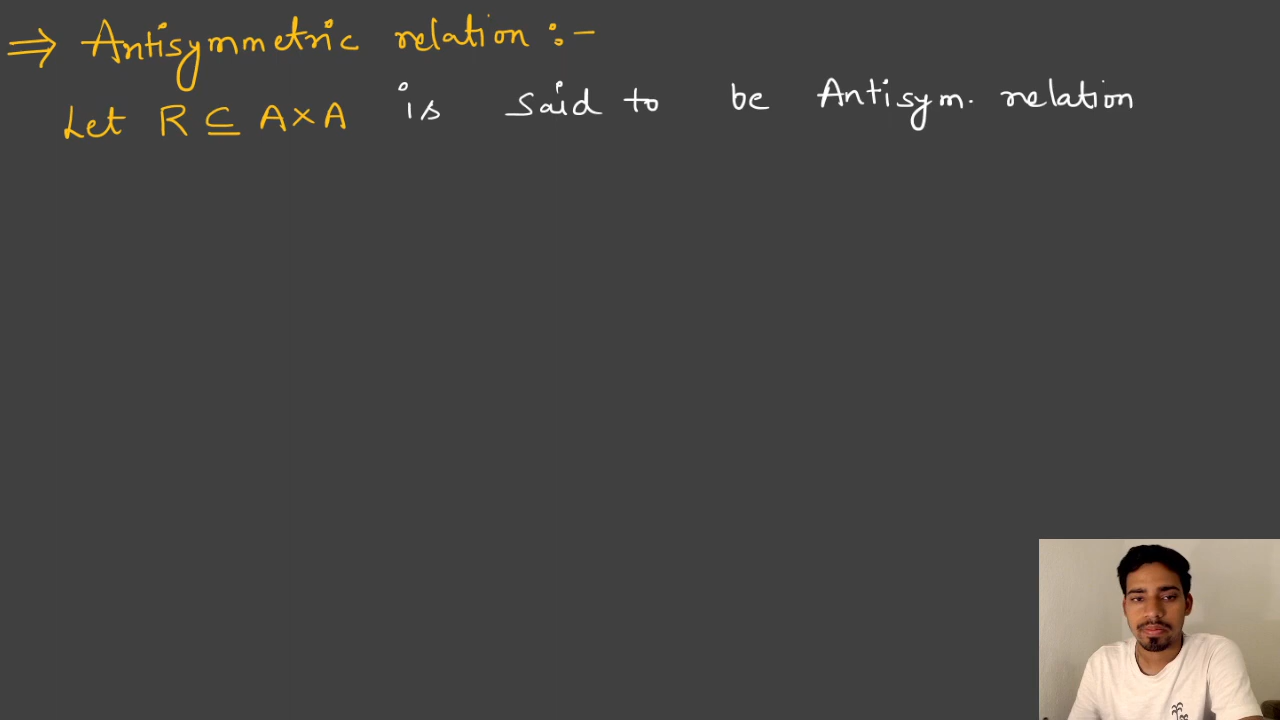 ⇒ Antisymmetric relation :-
Let R ⊆ A×A is said to be Antisym. relation